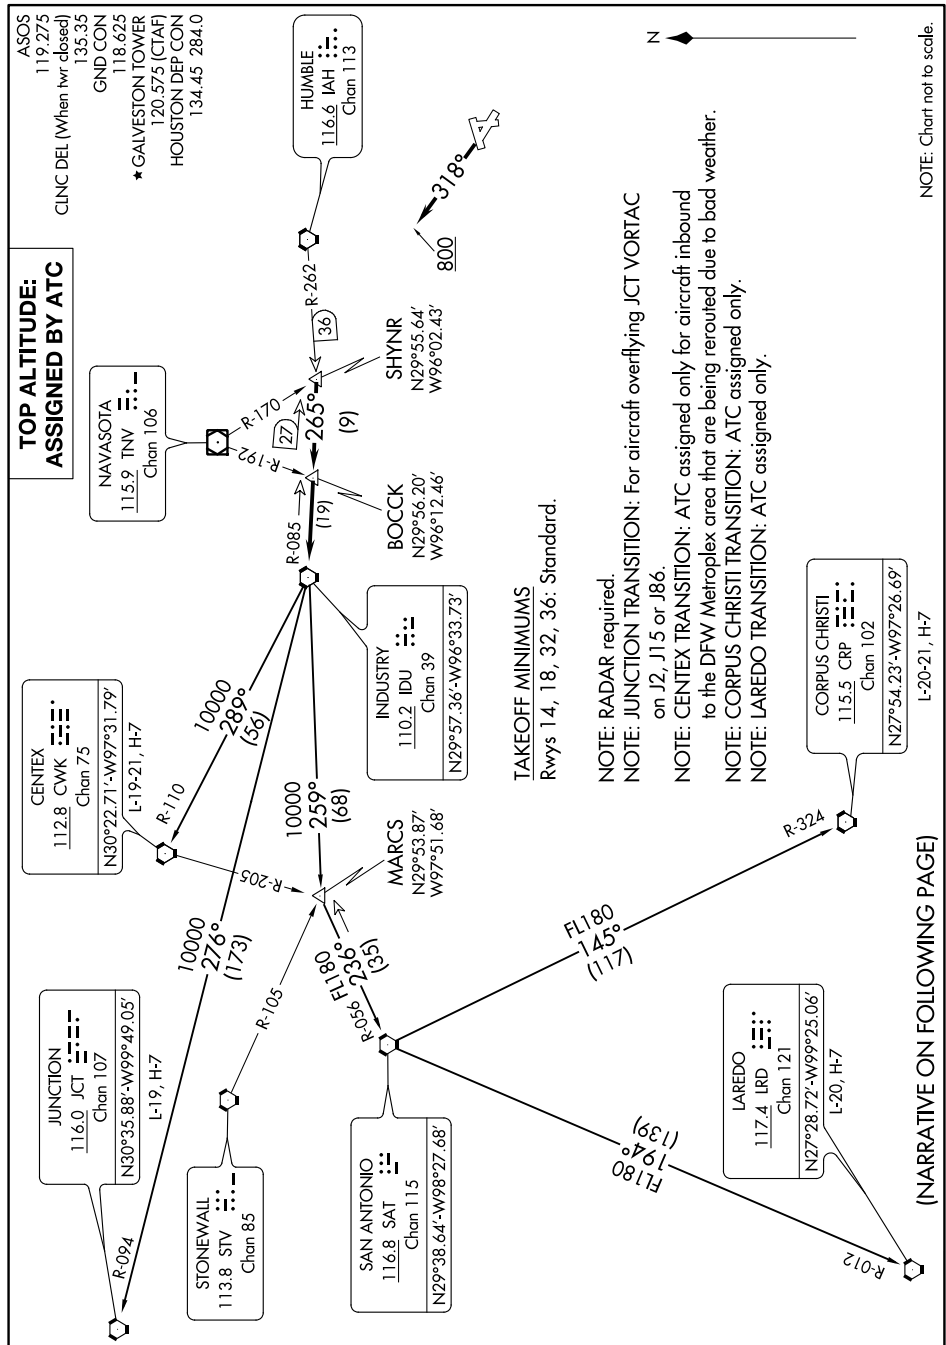 TOP ALTITUDE:
ASSIGNED BY ATC
ASOS
119.275
CLNC DEL (When twr closed)
135.35
GND CON
118.625
★ GALVESTON TOWER
120.575 (CTAF)
HOUSTON DEP CON
134.45 284.0
JUNCTION
116.0 JCT
Chan 107
N30°35.88'-W99°49.05'
L-19, H-7
R-094
CENTEX
112.8 CWK
Chan 75
N30°22.71'-W97°31.79'
L-19-21, H-7
R-110
R-205
NAVASOTA
115.9 TNV
Chan 106
R-170
R-192
HUMBLE
116.6 IAH
Chan 113
R-262
36
27
265°
(9)
SHYNR
N29°55.64'
W96°02.43'
R-085
(19)
BOCCK
N29°56.20'
W96°12.46'
10000
289°
(56)
10000
276°
(173)
10000
259°
(68)
INDUSTRY
110.2 IDU
Chan 39
N29°57.36'-W96°33.73'
STONEWALL
113.8 STV
Chan 85
R-105
MARCS
N29°53.87'
W97°51.68'
FL180
236°
(35)
R-056
SAN ANTONIO
116.8 SAT
Chan 115
N29°38.64'-W98°27.68'
318°
800
N
TAKEOFF MINIMUMS
Rwys 14, 18, 32, 36: Standard.
NOTE: RADAR required.
NOTE: JUNCTION TRANSITION: For aircraft overflying JCT VORTAC
on J2, J15 or J86.
NOTE: CENTEX TRANSITION: ATC assigned only for aircraft inbound
to the DFW Metroplex area that are being rerouted due to bad weather.
NOTE: CORPUS CHRISTI TRANSITION: ATC assigned only.
NOTE: LAREDO TRANSITION: ATC assigned only.
FL180
145°
(117)
R-324
CORPUS CHRISTI
115.5 CRP
Chan 102
N27°54.23'-W97°26.69'
L-20-21, H-7
FL180
194°
(139)
R-012
LAREDO
117.4 LRD
Chan 121
N27°28.72'-W99°25.06'
L-20, H-7
(NARRATIVE ON FOLLOWING PAGE)
NOTE: Chart not to scale.